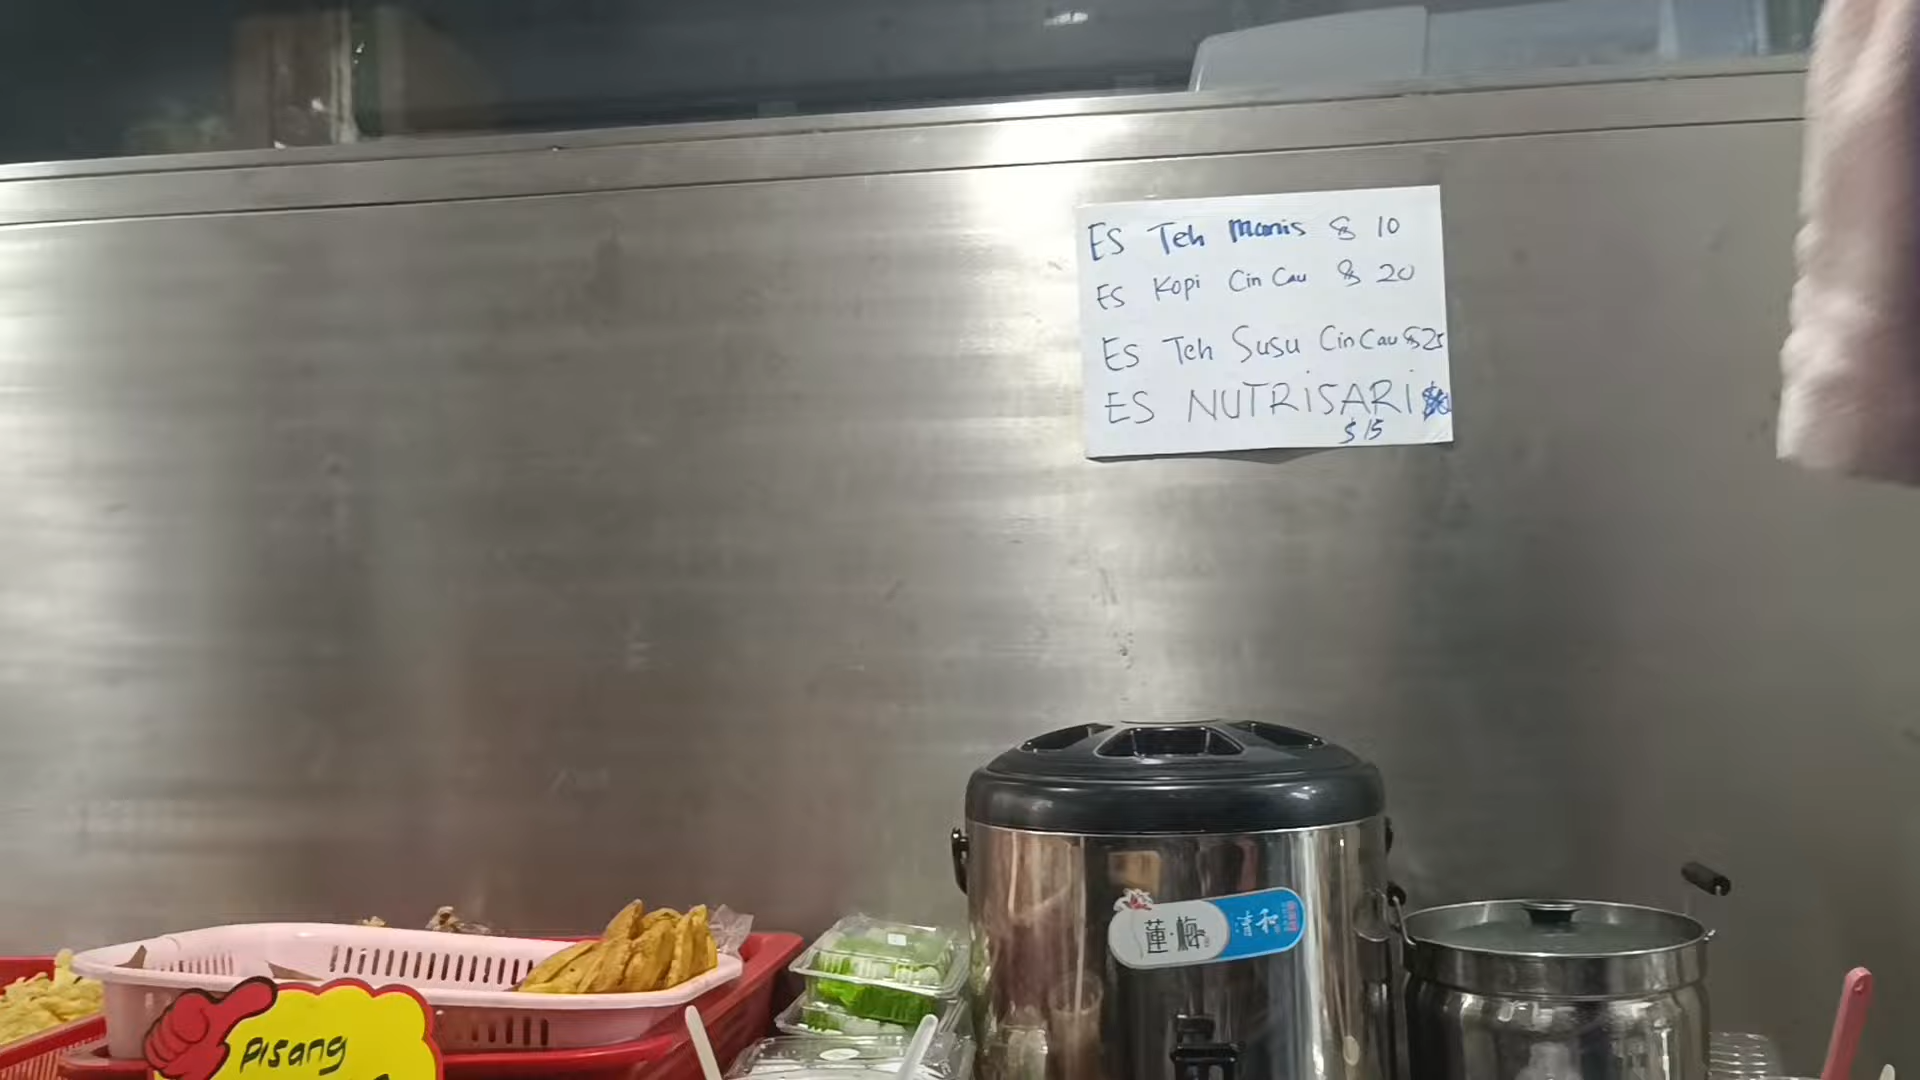 ES Teh Manis $ 10
ES Kopi Cin Cau $ 20
ES Teh Susu Cin Cau $ 25
ES NUTRiSARi
$ 15
蓮·梅
清和
Pisang